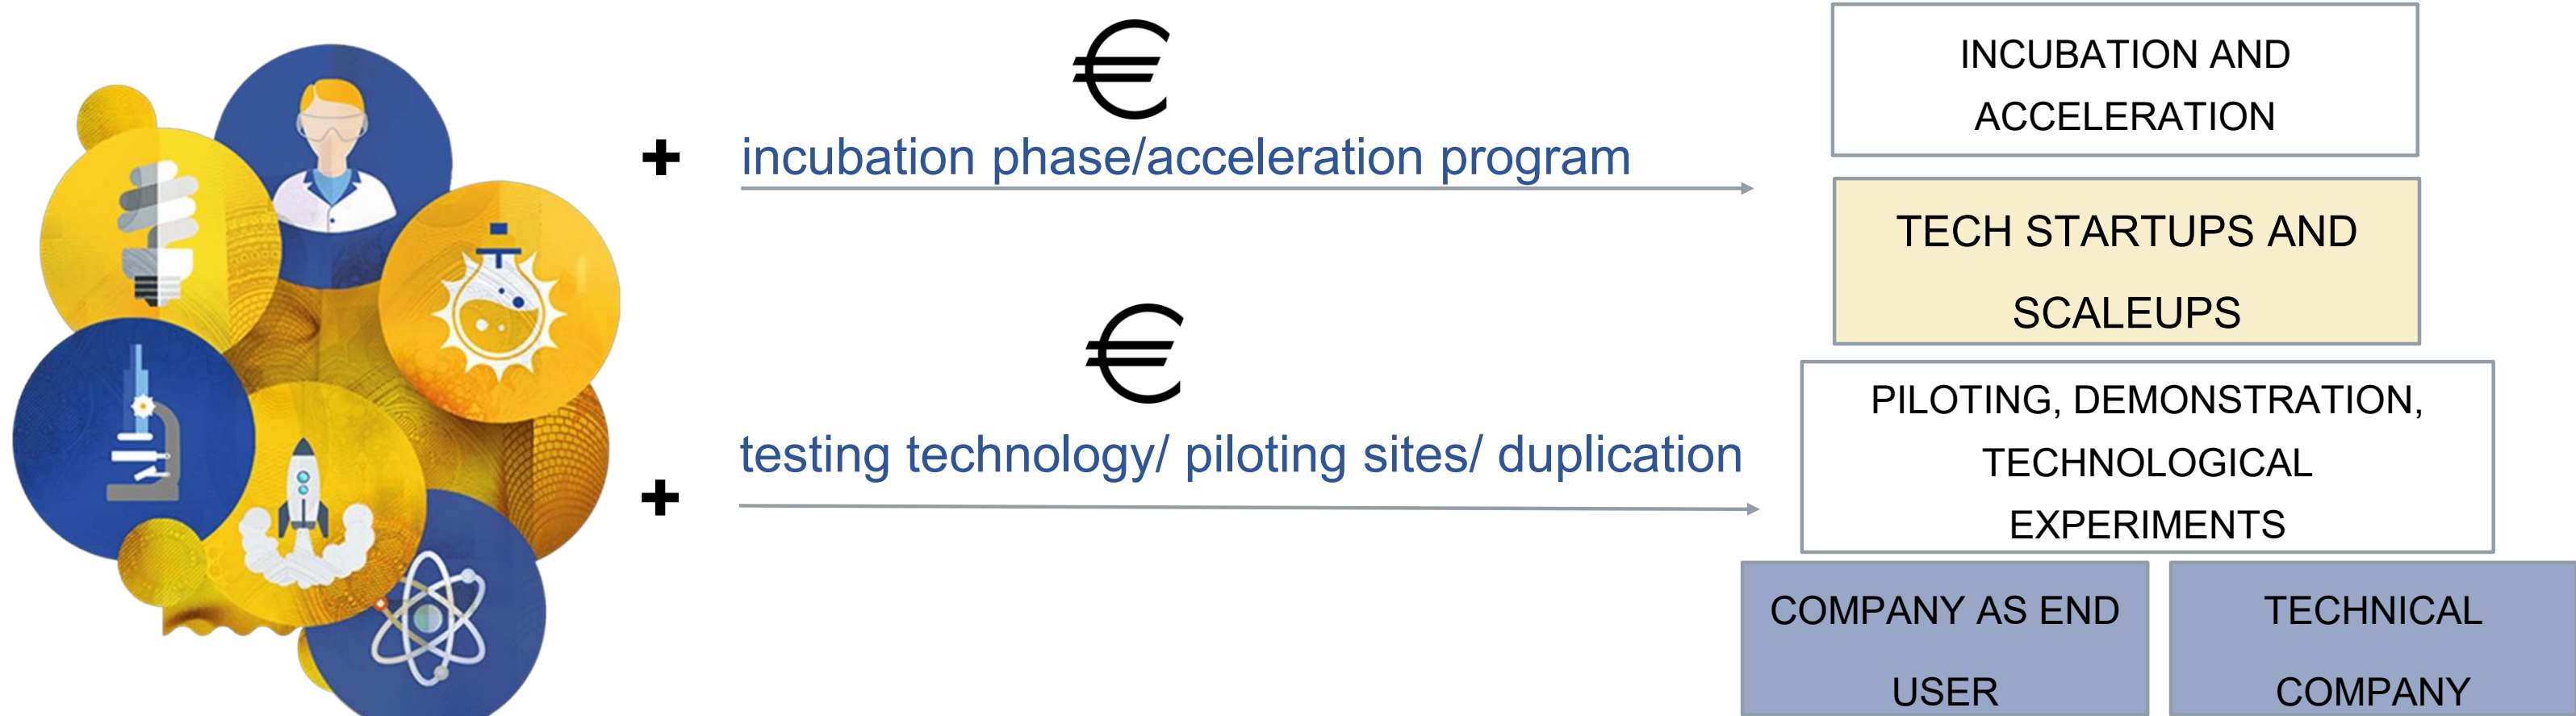 €
+ incubation phase/acceleration program
INCUBATION AND
ACCELERATION
TECH STARTUPS AND
SCALEUPS
€
+ testing technology/ piloting sites/ duplication
PILOTING, DEMONSTRATION,
TECHNOLOGICAL
EXPERIMENTS
COMPANY AS END
USER
TECHNICAL
COMPANY